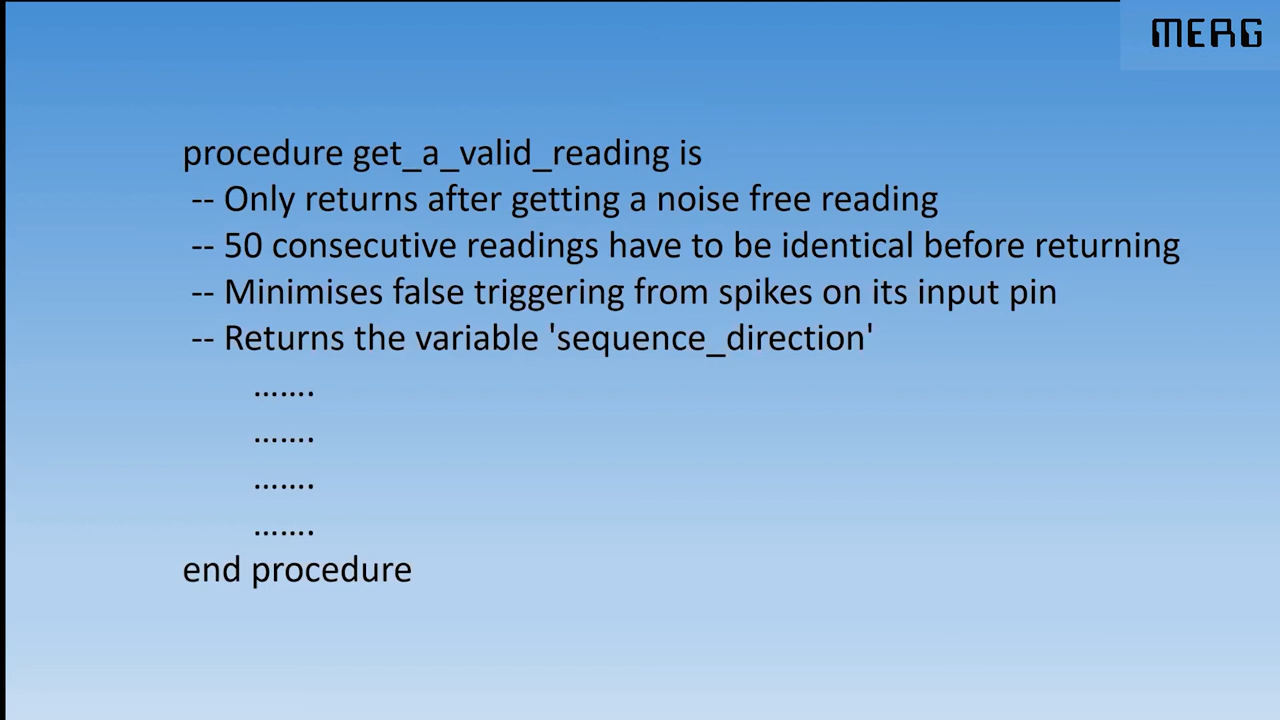 MERG
procedure get_a_valid_reading is
-- Only returns after getting a noise free reading
-- 50 consecutive readings have to be identical before returning
-- Minimises false triggering from spikes on its input pin
-- Returns the variable 'sequence_direction'
.......
.......
.......
.......
end procedure